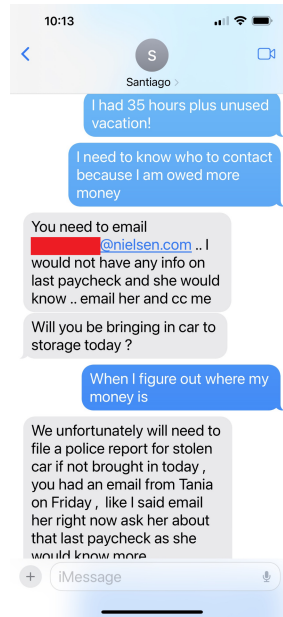 10:13
S
Santiago >
I had 35 hours plus unused
vacation!
I need to know who to contact
because I am owed more
money
You need to email
@nielsen.com .. I
would not have any info on
last paycheck and she would
know .. email her and cc me
Will you be bringing in car to
storage today ?
When I figure out where my
money is
We unfortunately will need to
file a police report for stolen
car if not brought in today ,
you had an email from Tania
on Friday , like I said email
her right now ask her about
that last paycheck as she
would know more
iMessage